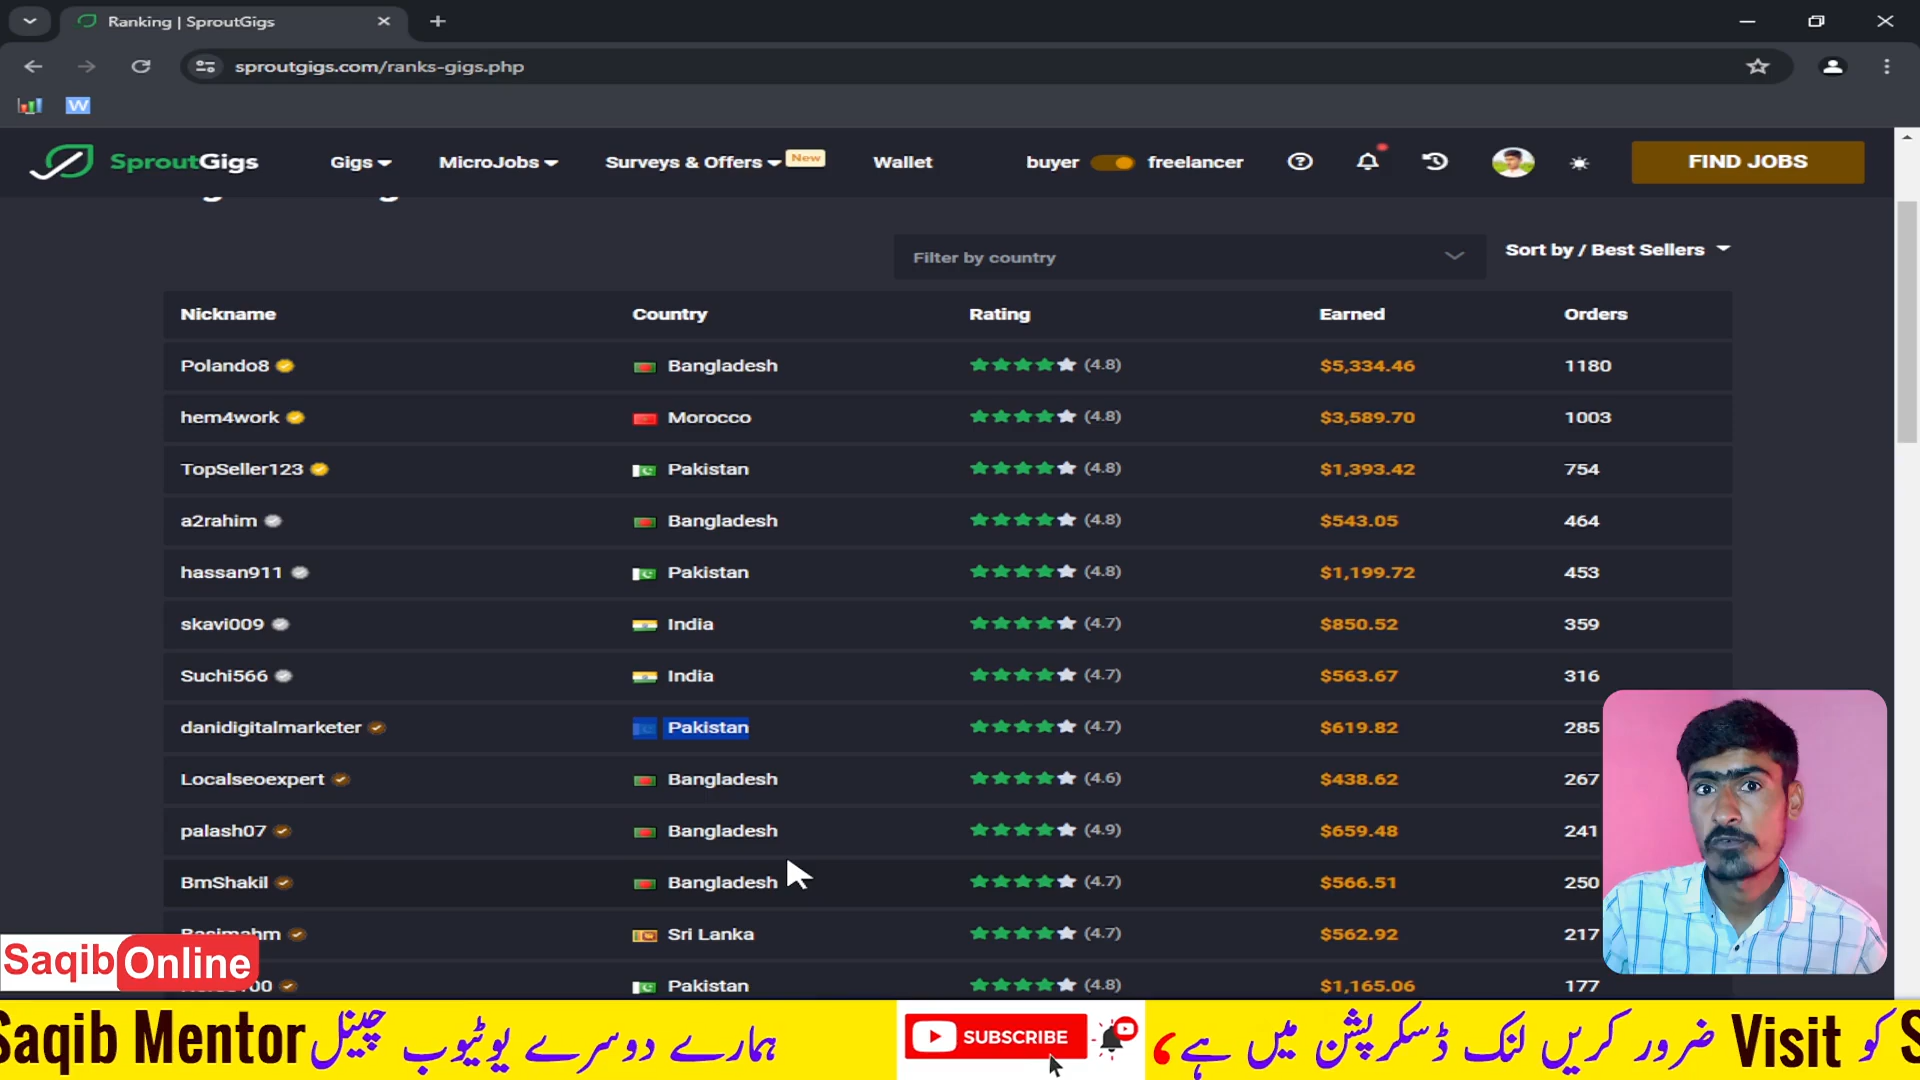 Ranking | SproutGigs
sproutgigs.com/ranks-gigs.php
W
SproutGigs Gigs MicroJobs Surveys & Offers New Wallet buyer freelancer FIND JOBS
Filter by country Sort by / Best Sellers
Nickname Country Rating Earned Orders
Polando8 Bangladesh (4.8) $5,334.46 1180
hem4work Morocco (4.8) $3,589.70 1003
TopSeller123 Pakistan (4.8) $1,393.42 754
a2rahim Bangladesh (4.8) $543.05 464
hassan911 Pakistan (4.8) $1,199.72 453
skavi009 India (4.7) $850.52 359
Suchi566 India (4.7) $563.67 316
danidigitalmarketer Pakistan (4.7) $619.82 285
Localseoexpert Bangladesh (4.6) $438.62 267
palash07 Bangladesh (4.9) $659.48 241
BmShakil Bangladesh (4.7) $566.51 250
Sri Lanka (4.7) $562.92 217
Saqib Online
Pakistan (4.8) $1,165.06 177
ہمارے دوسرے یوٹیوب چینل Saqib Mentor
SUBSCRIBE
کو Visit ضرور کریں لنک ڈسکرپشن میں ہے،